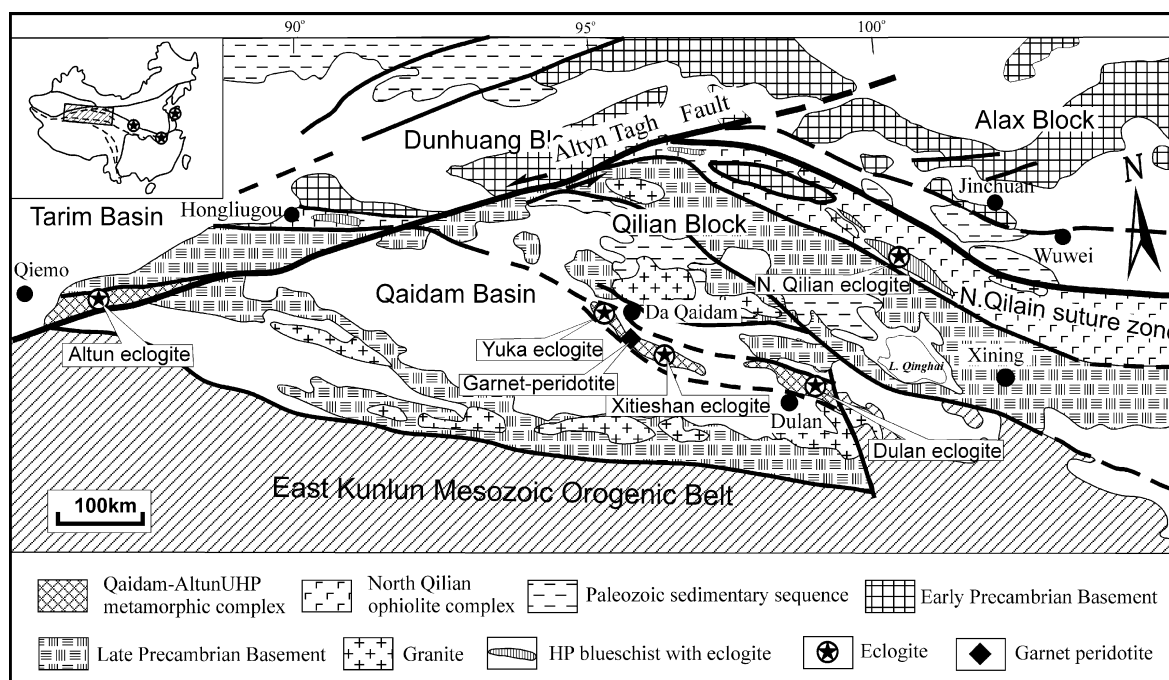 90°
95°
100°
Dunhuang Bl
Altyn Tagh Fault
Alax Block
N
Jinchuan
Tarim Basin
Hongliugou
Qilian Block
Wuwei
Qiemo
N. Qilian eclogite
Qaidam Basin
Da Qaidam
N.Qilain suture zone
Altun eclogite
Yuka eclogite
L. Qinghai
Xining
Garnet-peridotite
Xitieshan eclogite
Dulan
Dulan eclogite
East Kunlun Mesozoic Orogenic Belt
100km
Qaidam-AltunUHP
metamorphic complex
North Qilian
ophiolite complex
Paleozoic sedimentary sequence
Early Precambrian Basement
Late Precambrian Basement
Granite
HP blueschist with eclogite
Eclogite
Garnet peridotite